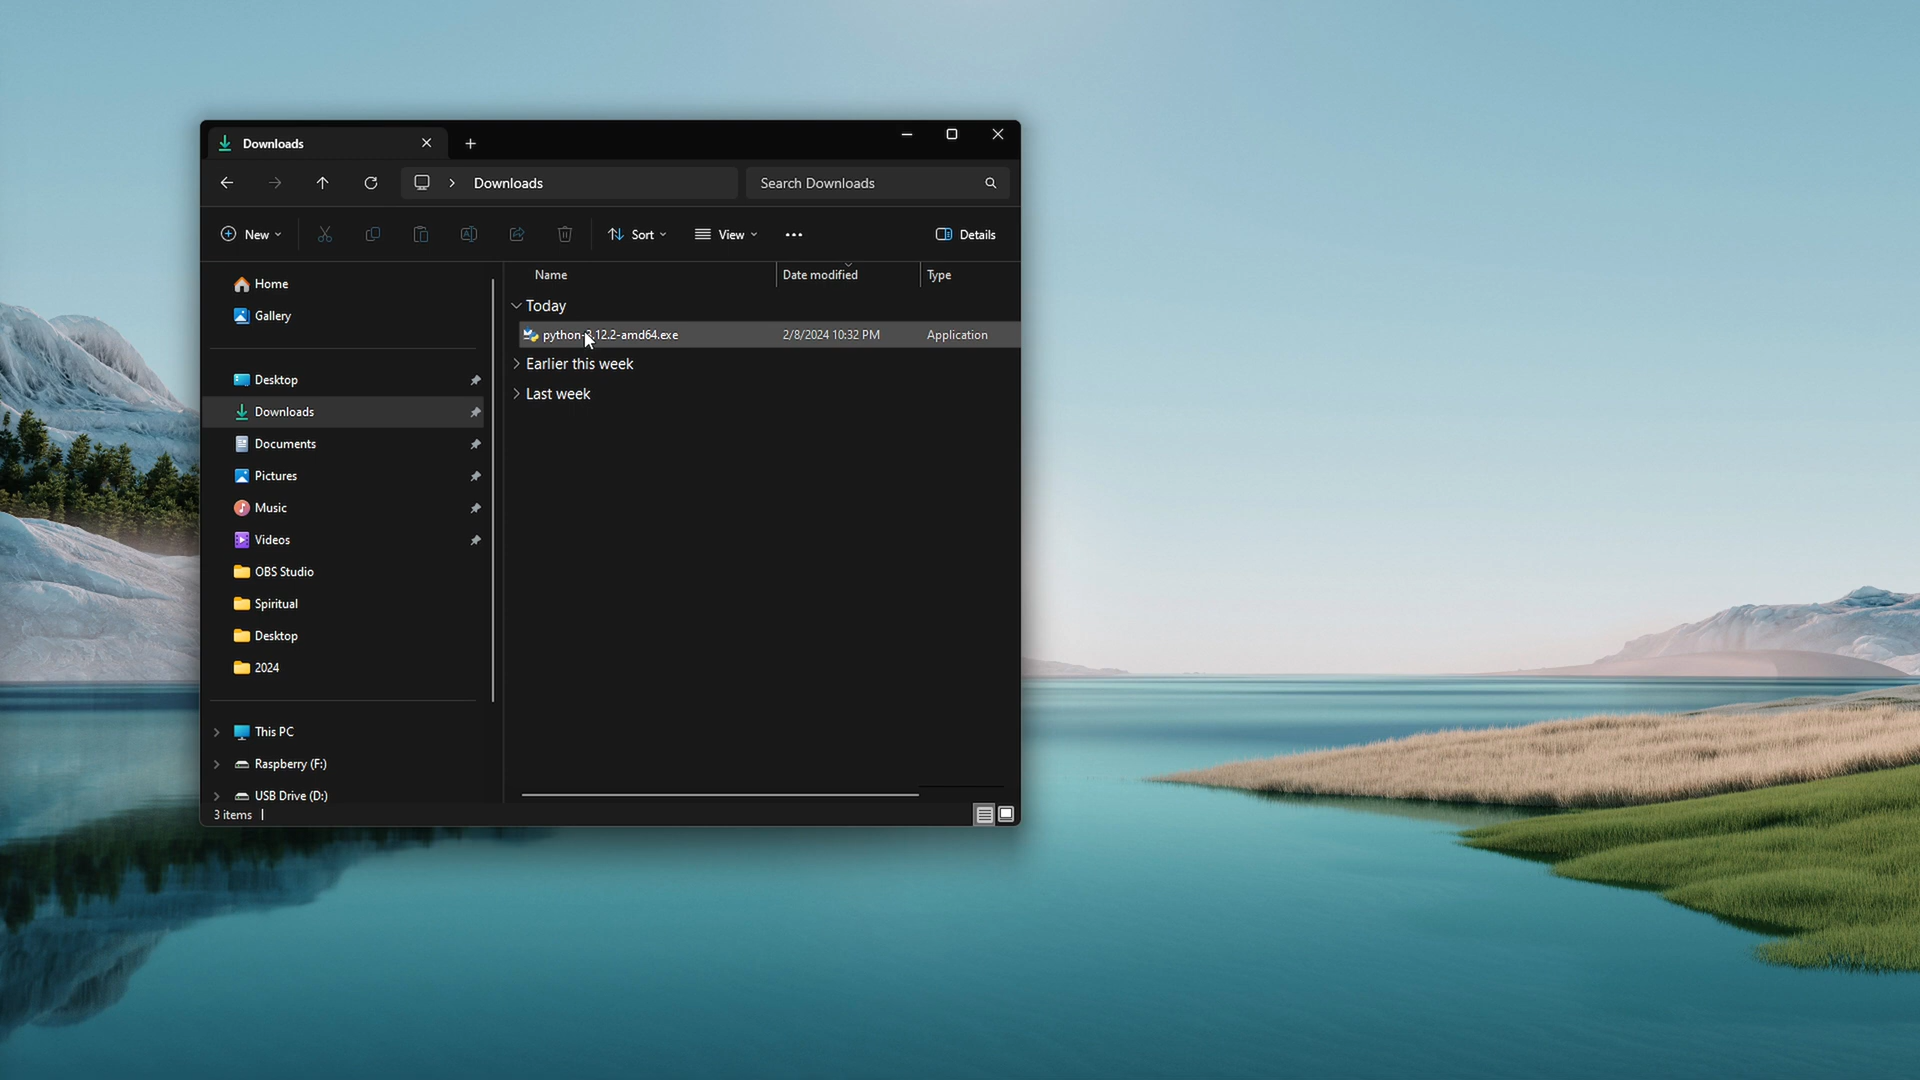 Downloads
Downloads
Search Downloads
New
Sort
View
Details
Home
Gallery
Desktop
Downloads
Documents
Pictures
Music
Videos
OBS Studio
Spiritual
Desktop
2024
This PC
Raspberry (F:)
USB Drive (D:)
Name Date modified Type
Today
python-3.12.2-amd64.exe 2/8/2024 10:32 PM Application
Earlier this week
Last week
3 items